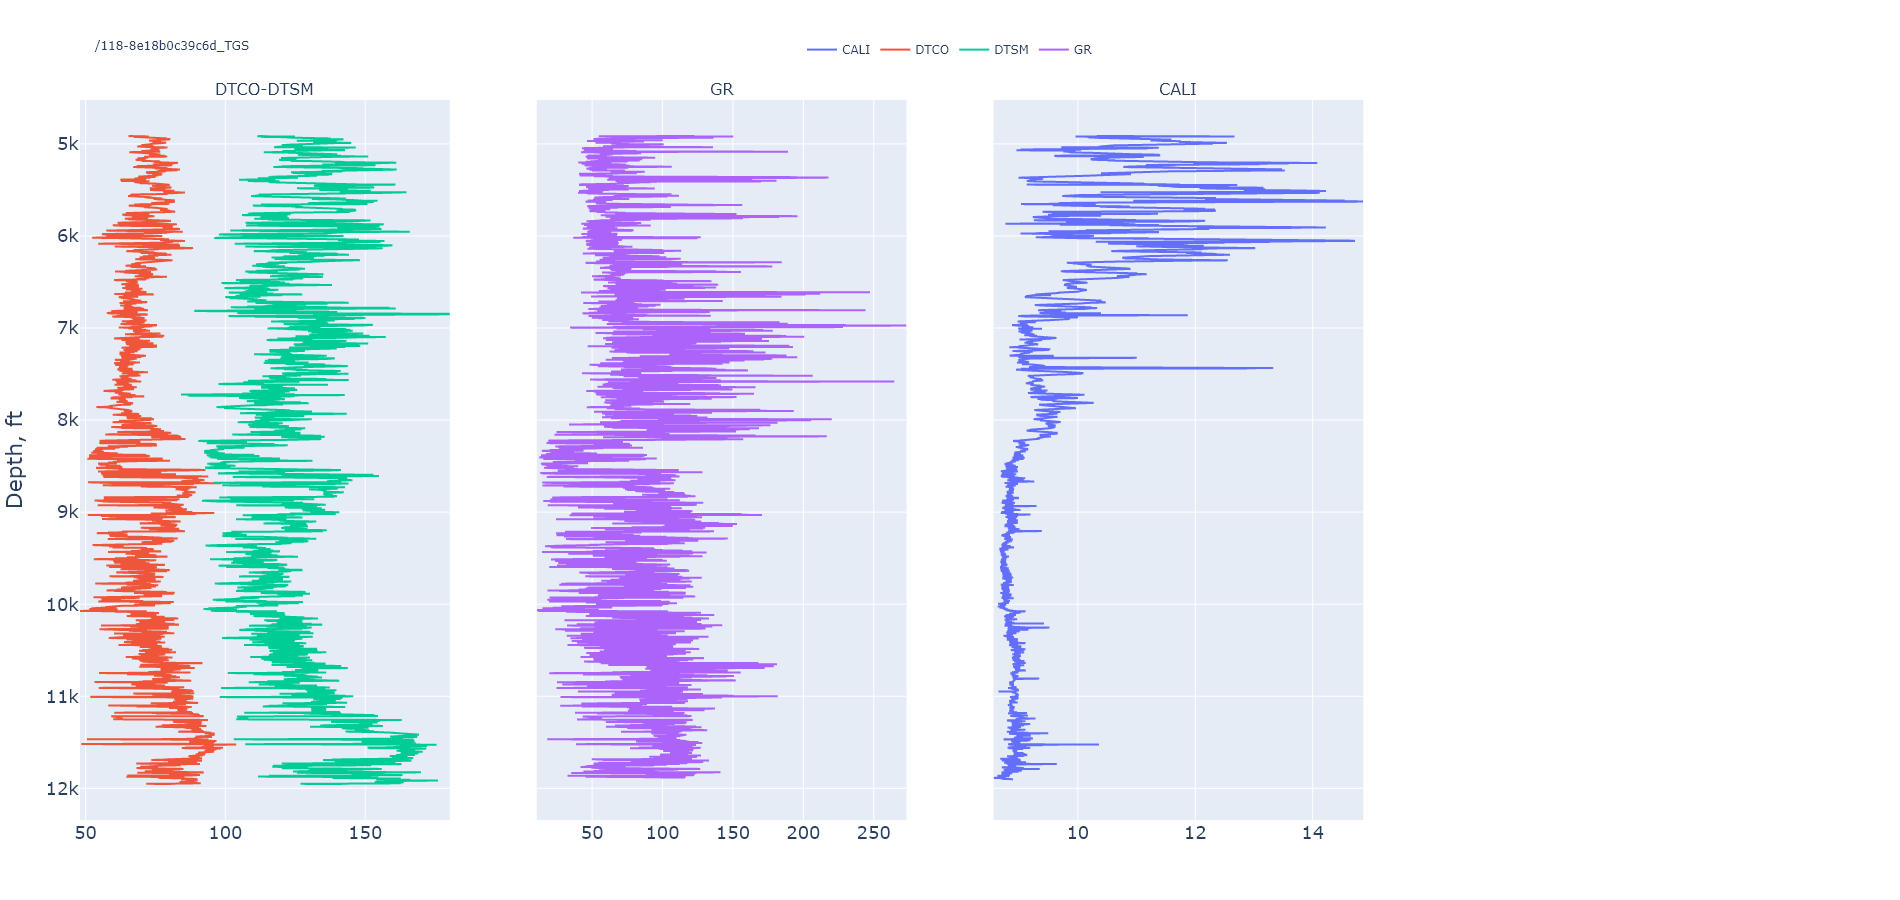 /118-8e18b0c39c6d_TGS
CALI DTCO DTSM GR
DTCO-DTSM GR CALI
5k
6k
7k
8k
9k
10k
11k
12k
Depth, ft
50 100 150 50 100 150 200 250 10 12 14